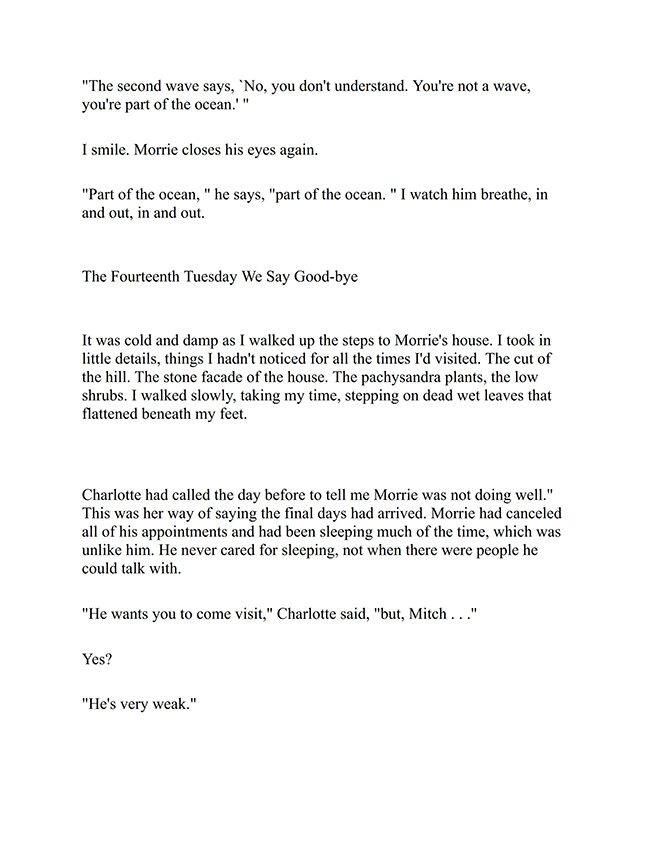 "The second wave says, `No, you don't understand. You're not a wave,
you're part of the ocean.' "
I smile. Morrie closes his eyes again.
"Part of the ocean, " he says, "part of the ocean. " I watch him breathe, in
and out, in and out.
The Fourteenth Tuesday We Say Good-bye
It was cold and damp as I walked up the steps to Morrie's house. I took in
little details, things I hadn't noticed for all the times I'd visited. The cut of
the hill. The stone facade of the house. The pachysandra plants, the low
shrubs. I walked slowly, taking my time, stepping on dead wet leaves that
flattened beneath my feet.
Charlotte had called the day before to tell me Morrie was not doing well."
This was her way of saying the final days had arrived. Morrie had canceled
all of his appointments and had been sleeping much of the time, which was
unlike him. He never cared for sleeping, not when there were people he
could talk with.
"He wants you to come visit," Charlotte said, "but, Mitch . . ."
Yes?
"He's very weak."